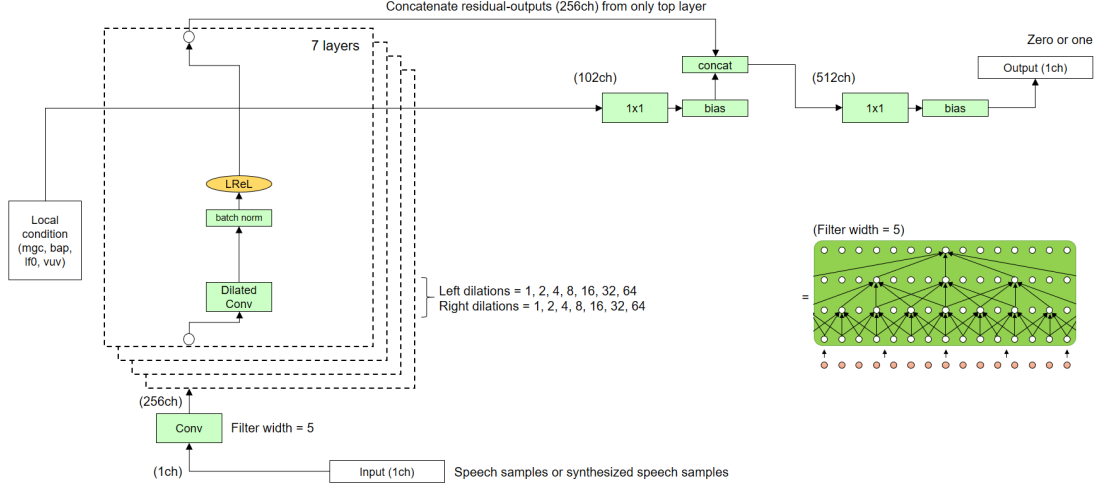 Concatenate residual-outputs (256ch) from only top layer
7 layers
Zero or one
concat
Output (1ch)
(102ch)
(512ch)
1x1
bias
1x1
bias
LReL
batch norm
Local
condition
(mgc, bap,
lf0, vuv)
(Filter width = 5)
Dilated
Conv
Left dilations = 1, 2, 4, 8, 16, 32, 64
Right dilations = 1, 2, 4, 8, 16, 32, 64
=
(256ch)
Conv
Filter width = 5
(1ch)
Input (1ch)
Speech samples or synthesized speech samples